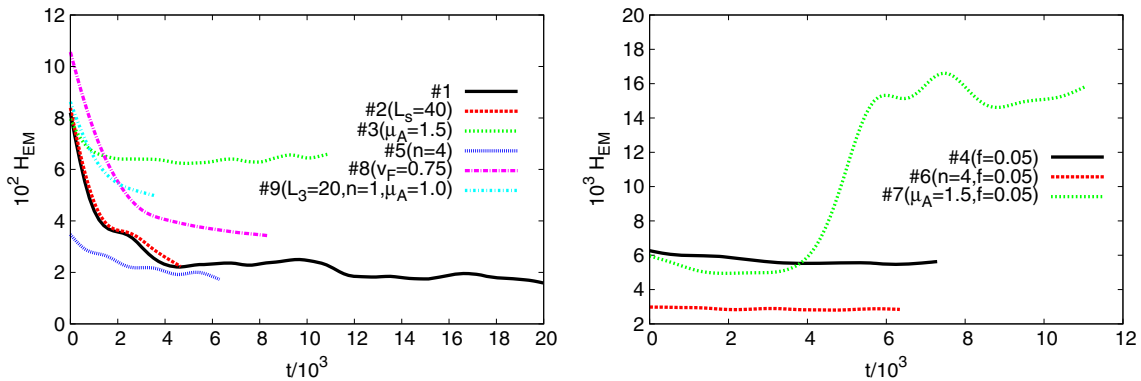 12
10
8
6
4
2
0
0 2 4 6 8 10 12 14 16 18 20
10² H_EM
t/10³
#1
#2(L_s=40)
#3(μ_A=1.5)
#5(n=4)
#8(v_F=0.75)
#9(L_3=20,n=1,μ_A=1.0)
20
18
16
14
12
10
8
6
4
2
0 2 4 6 8 10 12
10³ H_EM
t/10³
#4(f=0.05)
#6(n=4,f=0.05)
#7(μ_A=1.5,f=0.05)